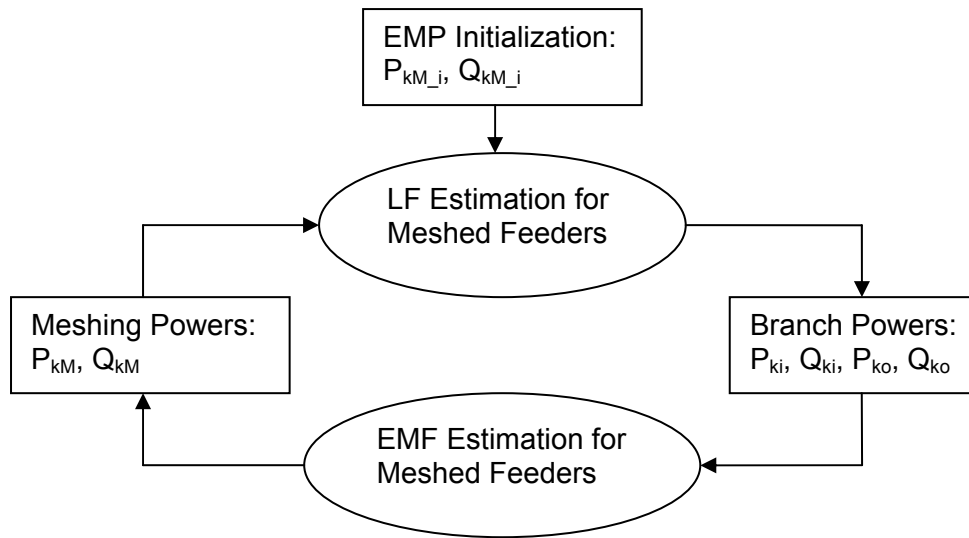 EMP Initialization:
PkM_i, QkM_i
LF Estimation for
Meshed Feeders
Meshing Powers:
PkM, QkM
Branch Powers:
Pki, Qki, Pko, Qko
EMF Estimation for
Meshed Feeders